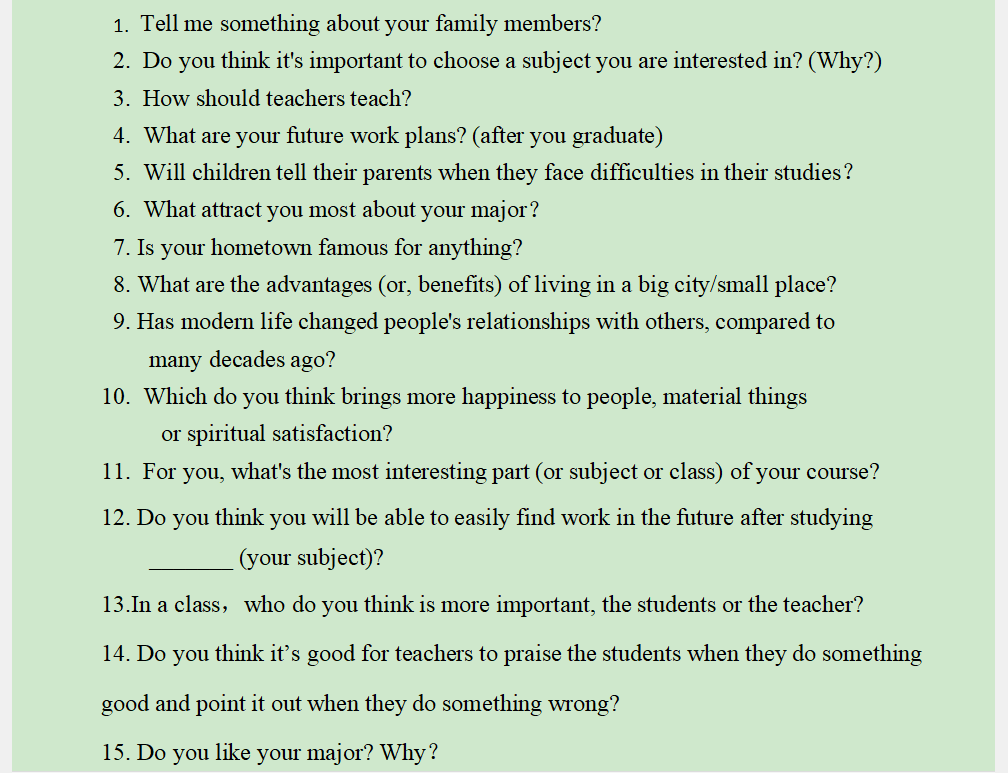 1. Tell me something about your family members?
2. Do you think it's important to choose a subject you are interested in? (Why?)
3. How should teachers teach?
4. What are your future work plans? (after you graduate)
5. Will children tell their parents when they face difficulties in their studies?
6. What attract you most about your major?
7. Is your hometown famous for anything?
8. What are the advantages (or, benefits) of living in a big city/small place?
9. Has modern life changed people's relationships with others, compared to
many decades ago?
10. Which do you think brings more happiness to people, material things
or spiritual satisfaction?
11. For you, what's the most interesting part (or subject or class) of your course?
12. Do you think you will be able to easily find work in the future after studying
_______ (your subject)?
13.In a class，who do you think is more important, the students or the teacher?
14. Do you think it’s good for teachers to praise the students when they do something
good and point it out when they do something wrong?
15. Do you like your major? Why?